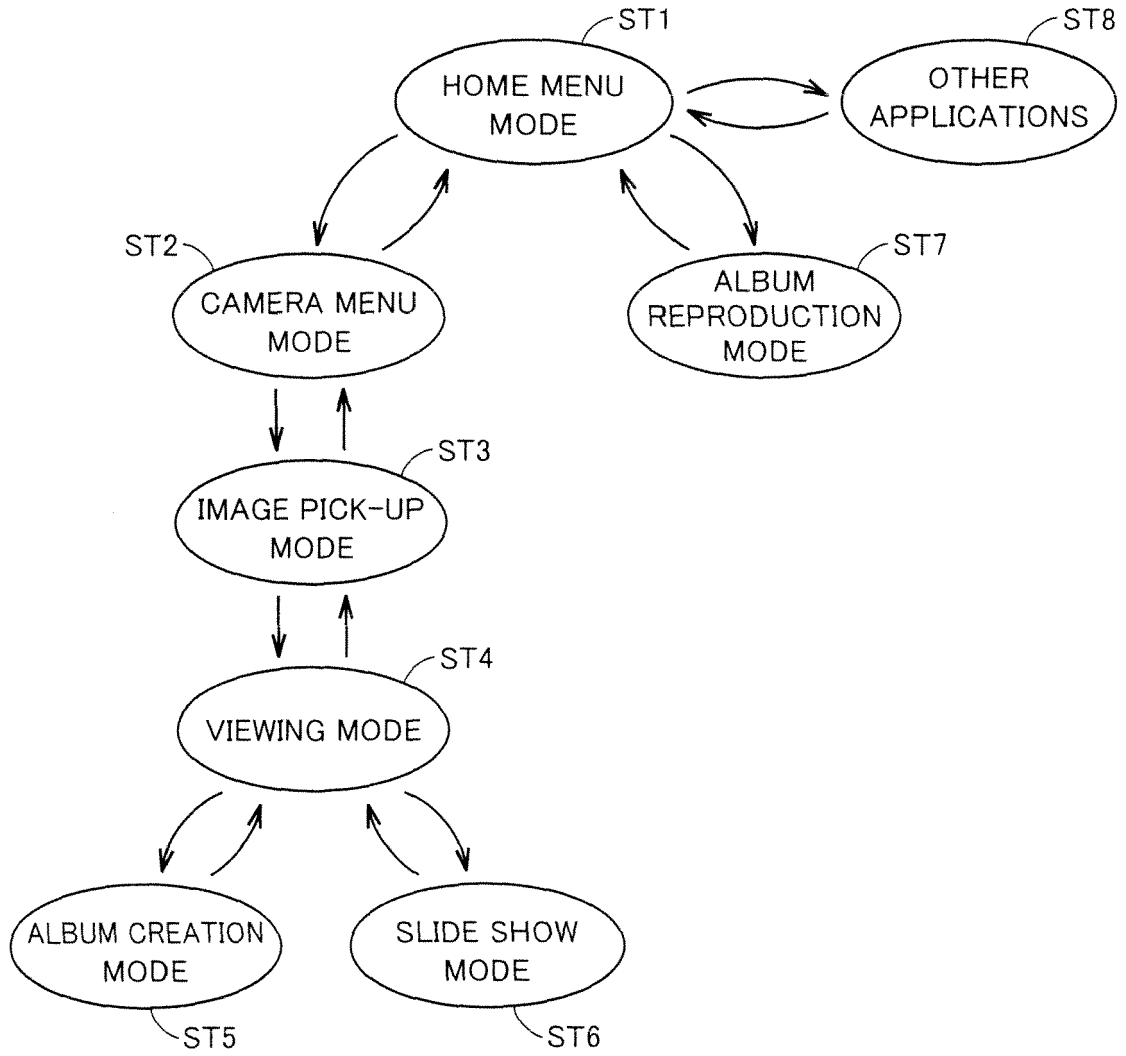 ST1
HOME MENU
MODE
ST8
OTHER
APPLICATIONS
ST2
CAMERA MENU
MODE
ST7
ALBUM
REPRODUCTION
MODE
ST3
IMAGE PICK-UP
MODE
ST4
VIEWING MODE
ALBUM CREATION
MODE
ST5
SLIDE SHOW
MODE
ST6